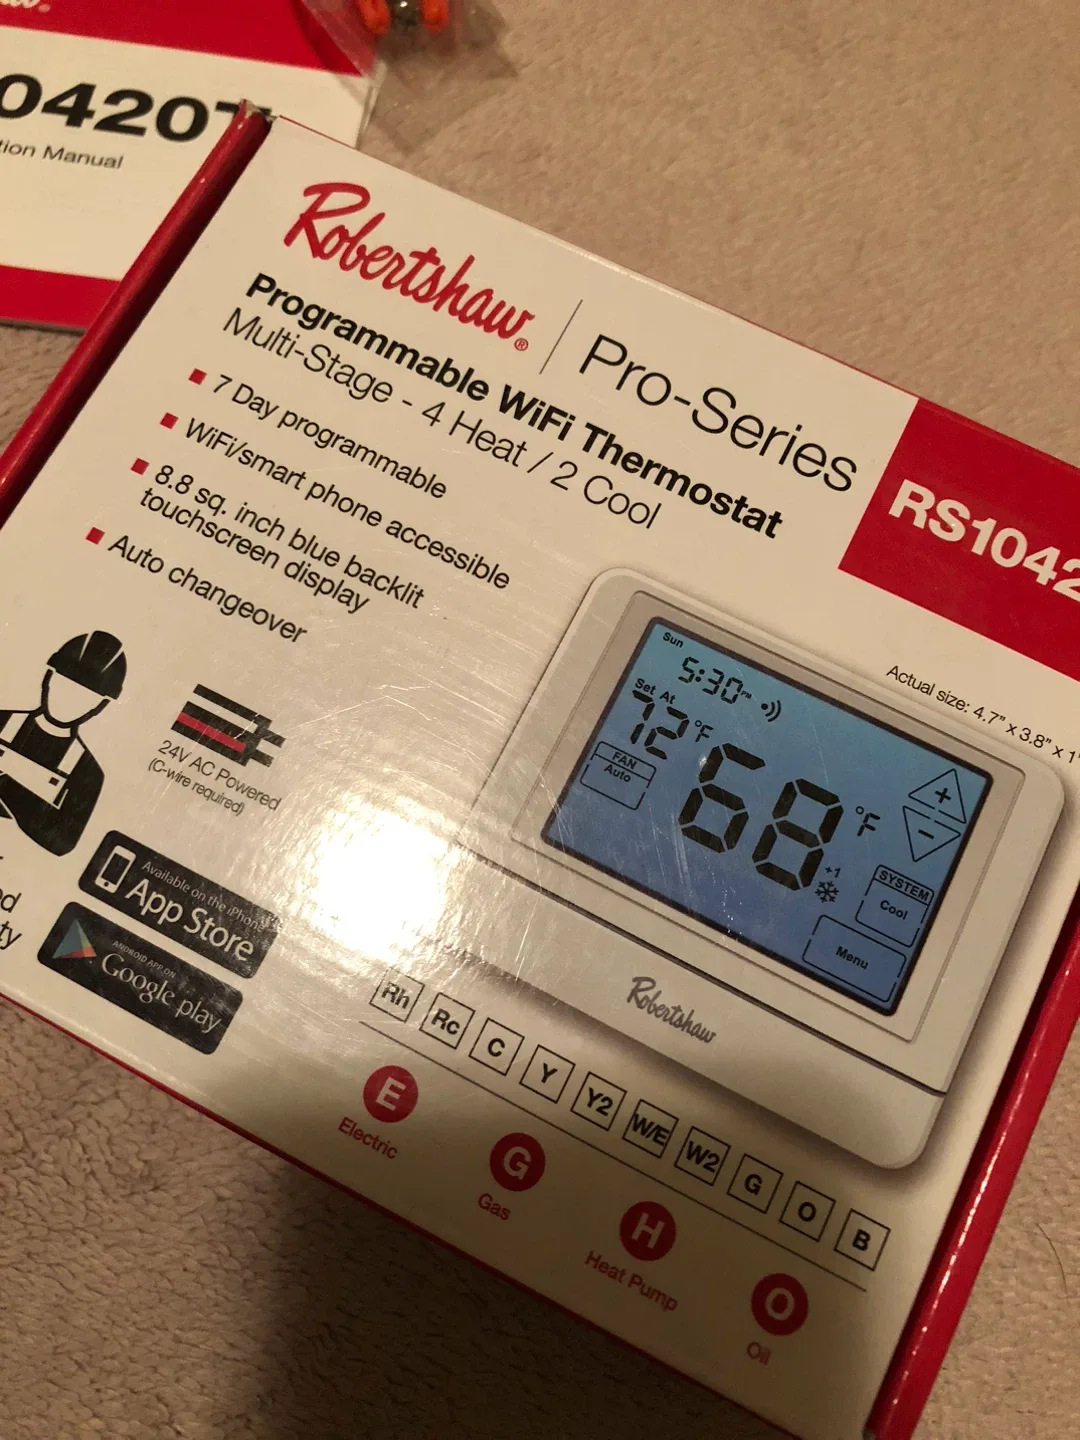 0420T
tion Manual
Robertshaw®
Pro-Series
RS1042
Programmable WiFi Thermostat
Multi-Stage - 4 Heat / 2 Cool
7 Day programmable
WiFi/smart phone accessible
8.8 sq. inch blue backlit
touchscreen display
Auto changeover
Actual size: 4.7" x 3.8" x 1"
24V AC Powered
(C-wire required)
Available on the iPhone
App Store
ANDROID APP ON
Google play
Sun
5:30 PM
Set At
72°F
68°F
FAN
Auto
+
-
+1
SYSTEM
Cool
Menu
Robertshaw
Rh Rc C Y Y2 W/E W2 G O B
E G H O
Electric Gas Heat Pump Oil